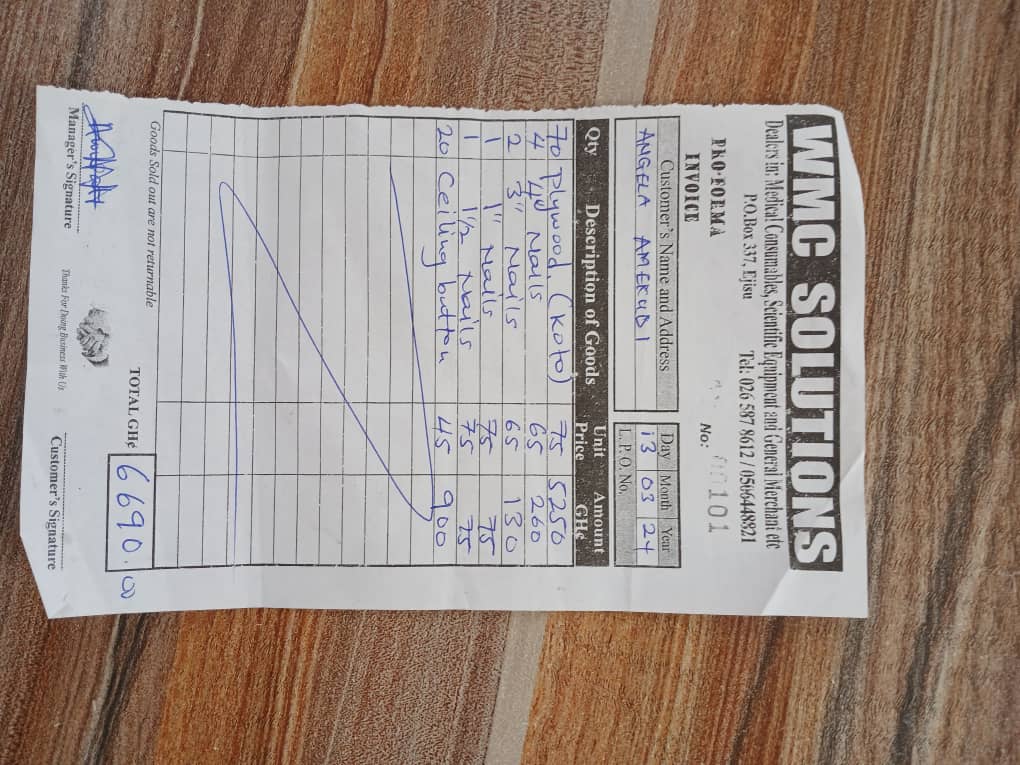 WMC SOLUTIONS
Dealers in: Medical Consumables, Scientific Equipment and General Merchant etc
P.O.Box 337, Ejisu Tel: 026 587 8612 / 0506448821
PRO-FORMA
INVOICE
No: 101
Customer's Name and Address
ANGELA AMEKUDI
Day Month Year
13 03 24
L.P.O. No.
Qty Description of Goods Unit Price Amount GH¢
70 Plywood (Koto) 75 5250
4 4" Nails 65 260
2 3" Nails 65 130
1 1" Nails 75 75
1 1½ Nails 75 75
20 Ceiling button 45 900
TOTAL GH¢ 6690.00
Goods Sold out are not returnable
Manager's Signature
Thanks For Doing Business With Us
Customer's Signature